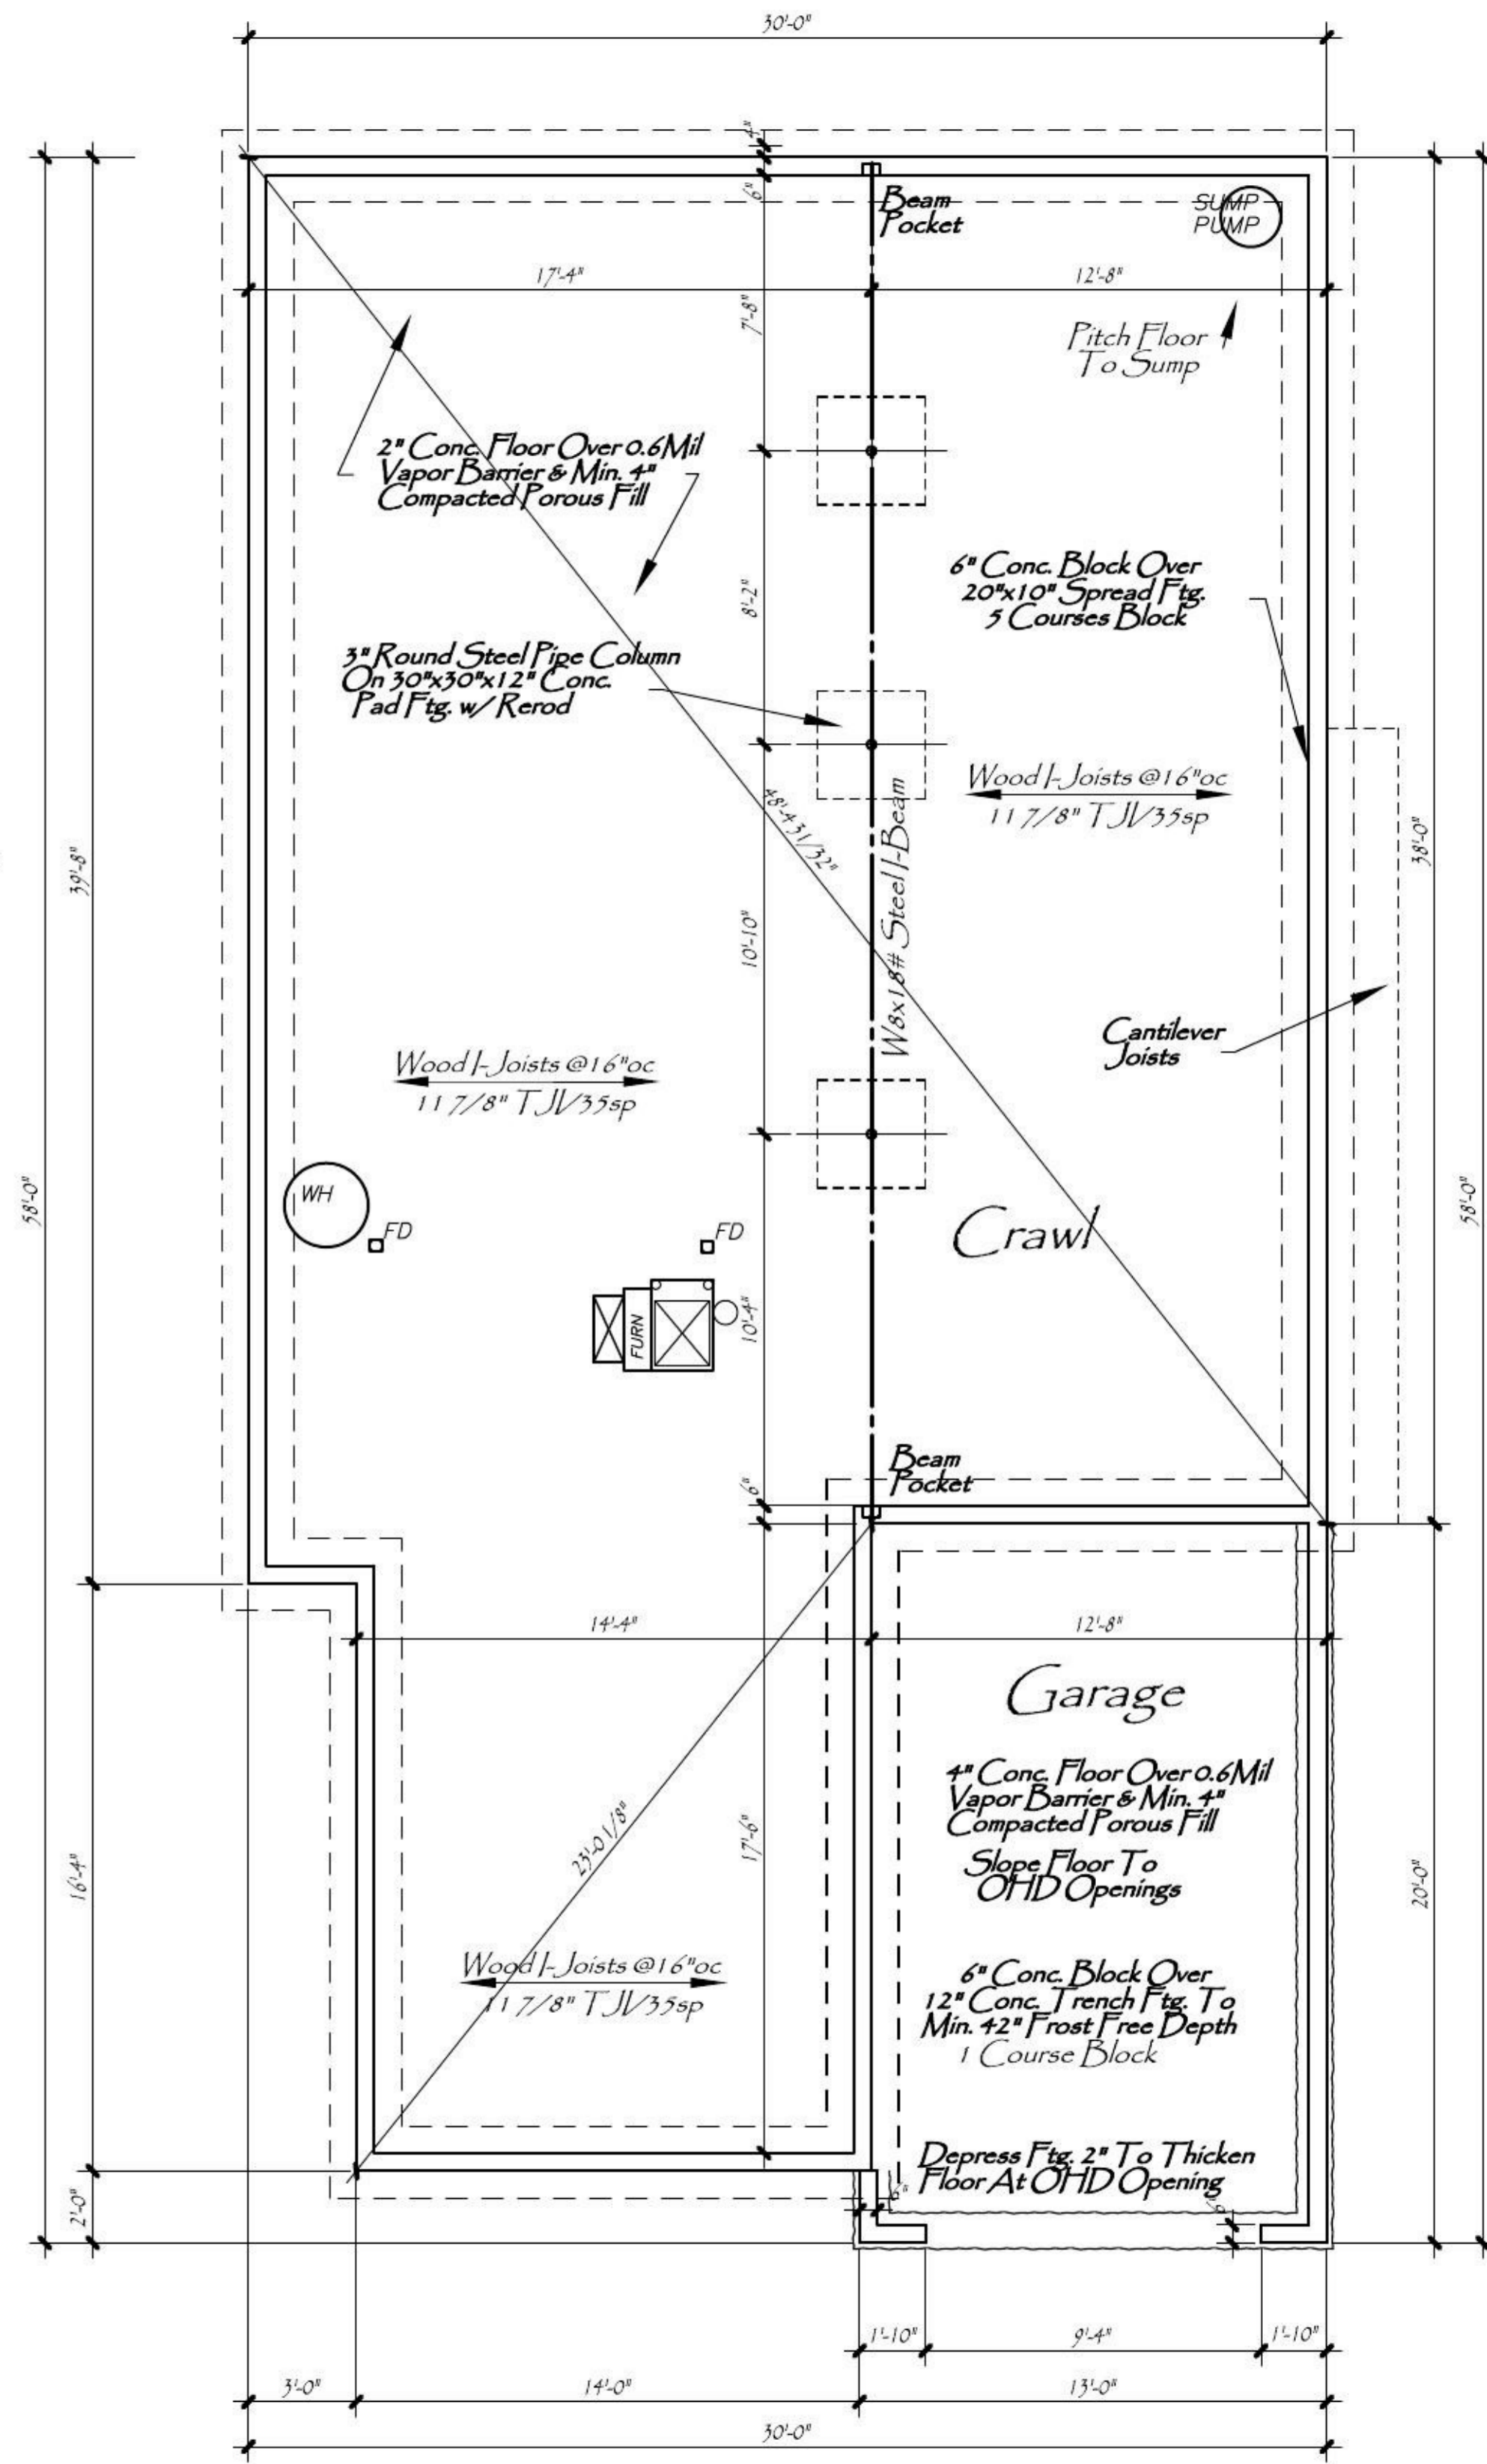 30'-0"
4"
6"
Beam
Pocket
SUMP
PUMP
17'-4"
12'-8"
7'-8"
Pitch Floor
To Sump
2" Conc. Floor Over 0.6Mil
Vapor Barrier & Min. 4"
Compacted Porous Fill
6" Conc. Block Over
20"x10" Spread Ftg.
5 Courses Block
8'-2"
3" Round Steel Pipe Column
On 30"x30"x12" Conc.
Pad Ftg. w/ Rerod
Wood I-Joists @16"oc
11 7/8" TJI/35sp
48'-4 31/32"
W8x18# Steel I-Beam
39'-8"
38'-0"
10'-10"
Cantilever
Joists
Wood I-Joists @16"oc
11 7/8" TJI/35sp
58'-0"
58'-0"
WH
FD
FD
Crawl
FURN
10'-4"
Beam
Pocket
6"
14'-4"
12'-8"
Garage
4" Conc. Floor Over 0.6Mil
Vapor Barrier & Min. 4"
Compacted Porous Fill
Slope Floor To
OHD Openings
23'-0 1/8"
17'-6"
16'-4"
20'-0"
Wood I-Joists @16"oc
11 7/8" TJI/35sp
6" Conc. Block Over
12" Conc. Trench Ftg. To
Min. 42" Frost Free Depth
1 Course Block
Depress Ftg. 2" To Thicken
Floor At OHD Opening
6"
6"
2'-0"
1'-10"
9'-4"
1'-10"
3'-0"
14'-0"
13'-0"
30'-0"